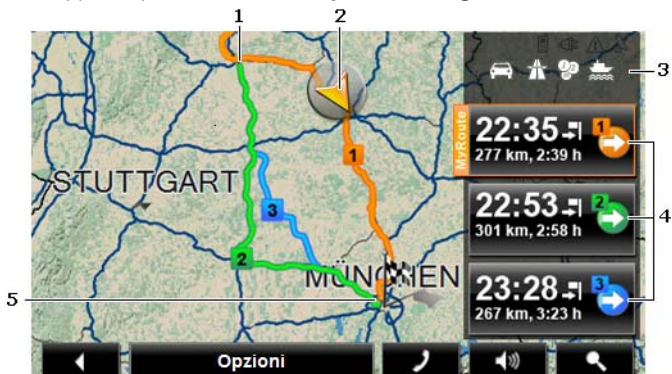 1
2
3
MyRoute
22:35
1
277 km, 2:39 h
1
STUTTGART
22:53
2
301 km, 2:58 h
4
3
2
MÜNCHEN
23:28
3
267 km, 3:23 h
5
Opzioni